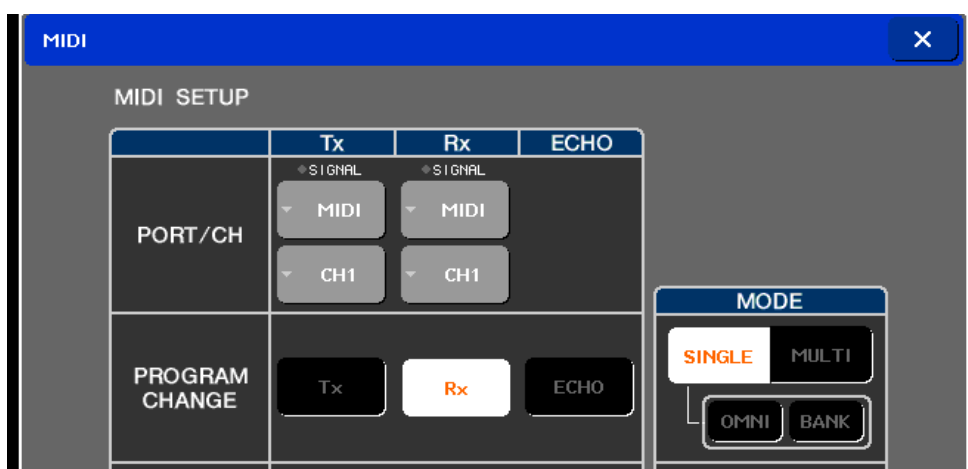 MIDI
×
MIDI SETUP
Tx Rx ECHO
SIGNAL SIGNAL
PORT/CH MIDI MIDI
CH1 CH1
MODE
SINGLE MULTI
PROGRAM
CHANGE
Tx Rx ECHO
OMNI BANK